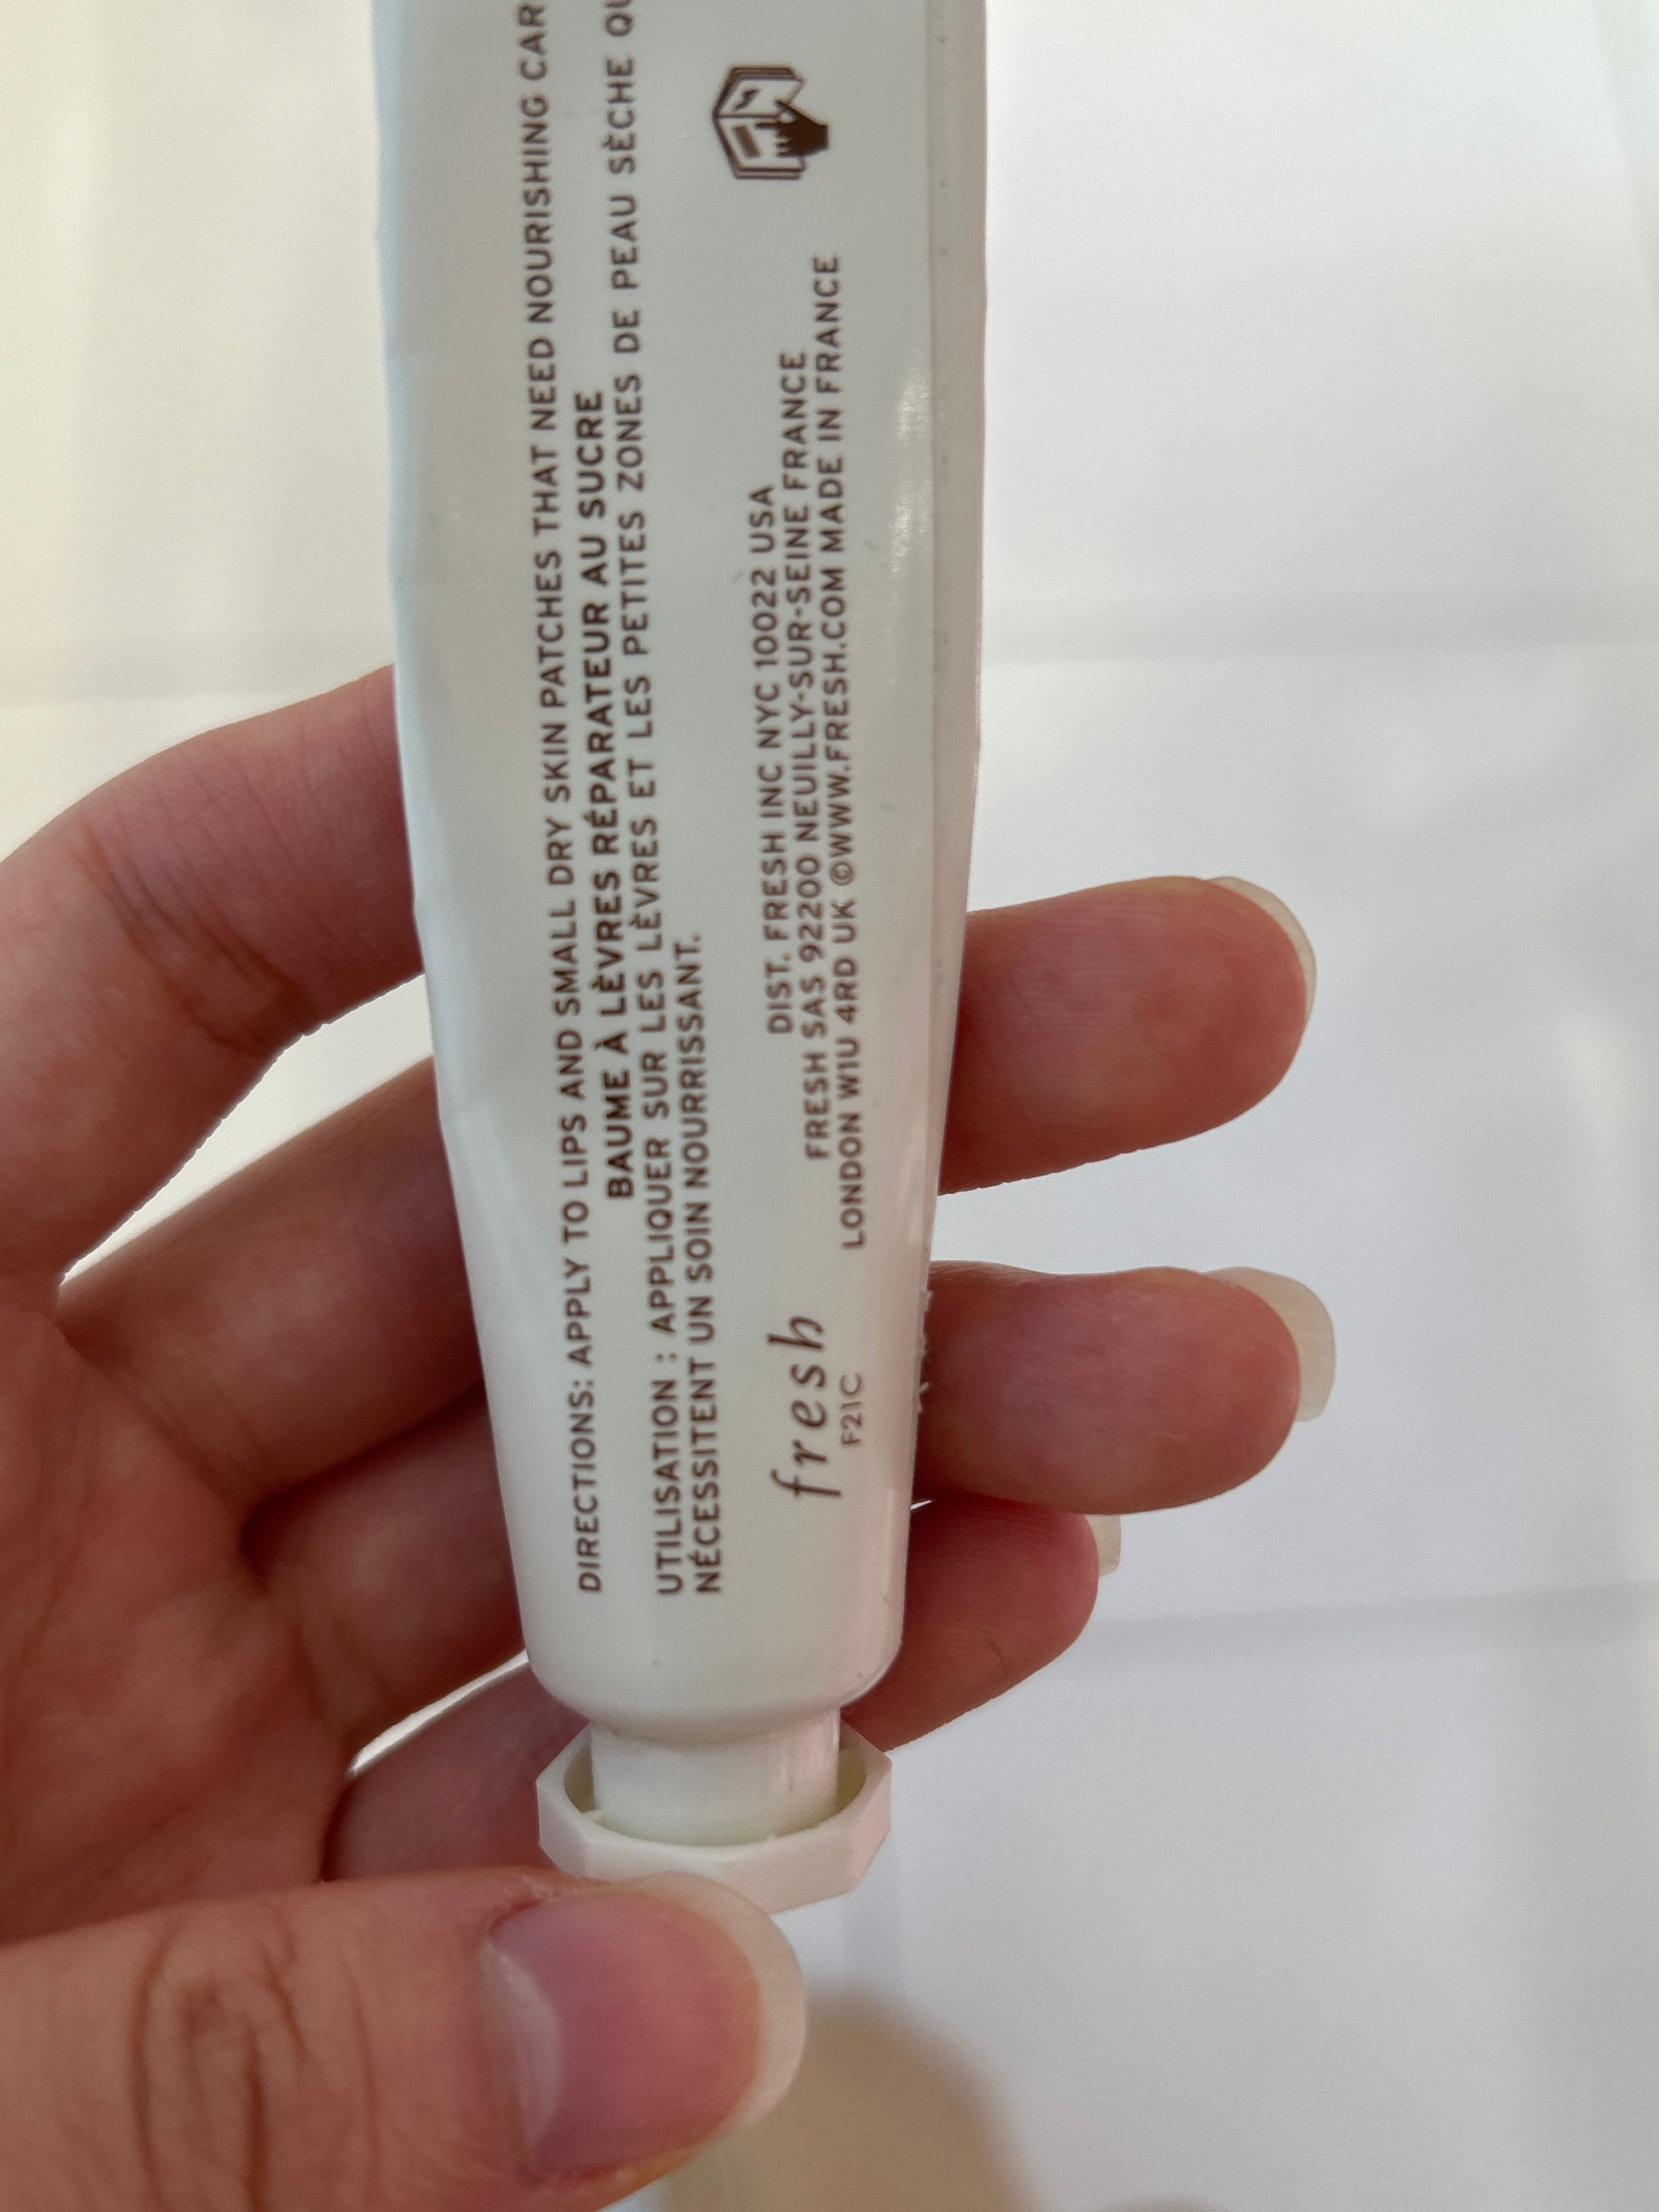 DIRECTIONS: APPLY TO LIPS AND SMALL DRY SKIN PATCHES THAT NEED NOURISHING CAR
BAUME À LÈVRES RÉPARATEUR AU SUCRE
UTILISATION : APPLIQUER SUR LES LÈVRES ET LES PETITES ZONES DE PEAU SÈCHE QU
NÉCESSITENT UN SOIN NOURRISSANT.
DIST. FRESH INC NYC 10022 USA
FRESH SAS 92200 NEUILLY-SUR-SEINE FRANCE
LONDON W1U 4RD UK ©WWW.FRESH.COM MADE IN FRANCE
fresh
F21C